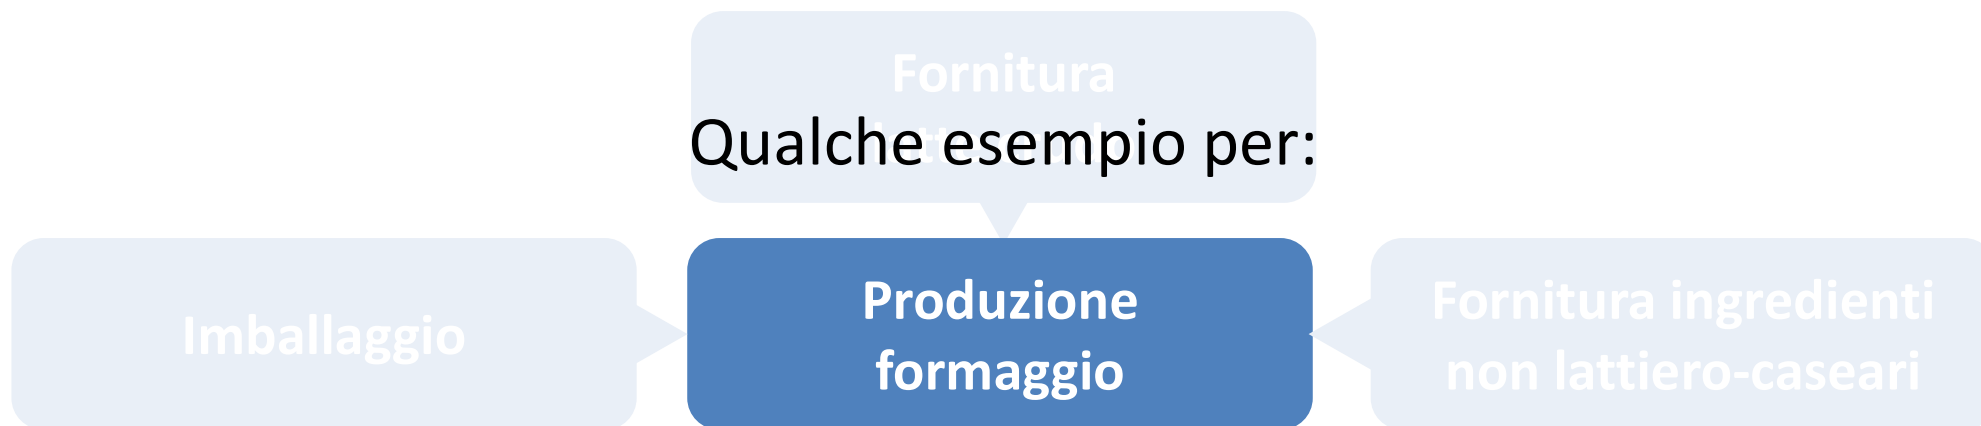 Fornitura
Qualche esempio per:
Imballaggio
Produzione
formaggio
Fornitura ingredienti
non lattiero-caseari